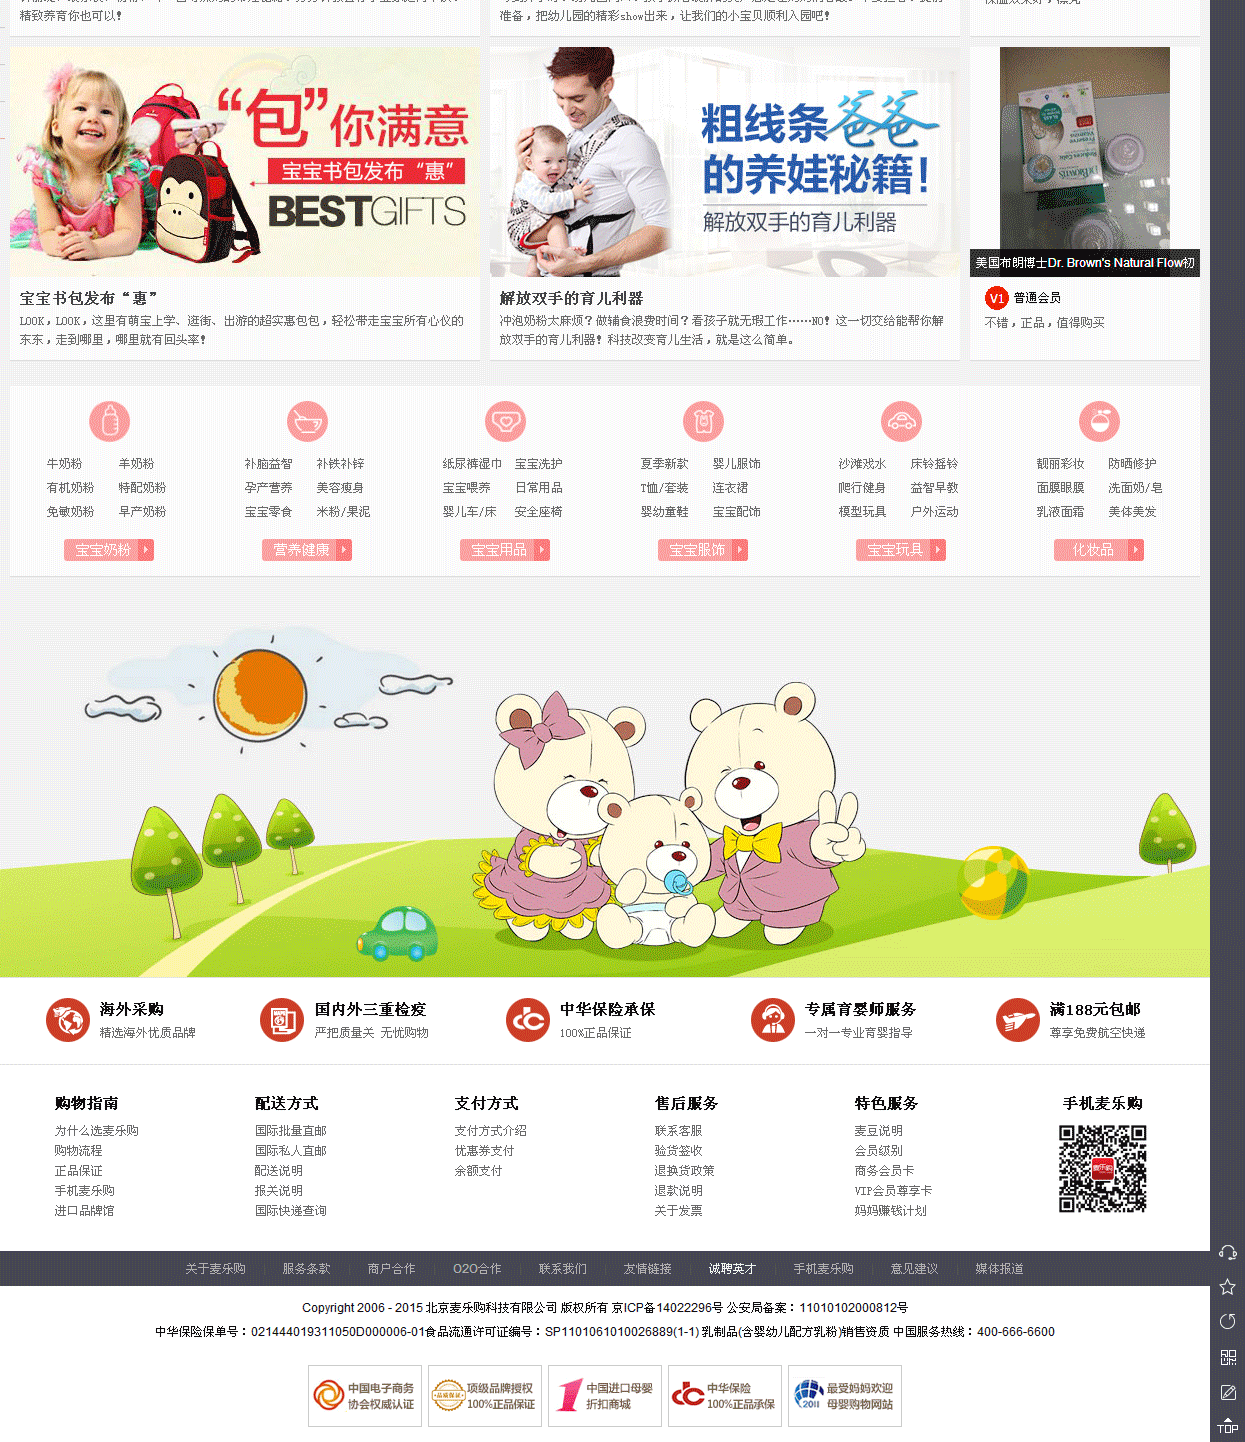 精致养育你也可以!
准备，把幼儿园的精彩show出来，让我们的小宝贝顺利入园吧!
“包”你满意
宝宝书包发布“惠”
BESTGIFTS
粗线条爸爸
的养娃秘籍！
解放双手的育儿利器
美国布朗博士Dr. Brown's Natural Flow初
宝宝书包发布“惠”
LOOK，LOOK，这里有萌宝上学、逛街、出游的超实惠包包，轻松带走宝宝所有心仪的
东东，走到哪里，哪里就有回头率!
解放双手的育儿利器
冲泡奶粉太麻烦？做辅食浪费时间？看孩子就无瑕工作……NO! 这一切交给能帮你解
放双手的育儿利器! 科技改变育儿生活，就是这么简单。
V1 普通会员
不错，正品，值得购买
牛奶粉 羊奶粉
有机奶粉 特配奶粉
免敏奶粉 早产奶粉
宝宝奶粉
补脑益智 补铁补锌
孕产营养 美容瘦身
宝宝零食 米粉/果泥
营养健康
纸尿裤湿巾 宝宝洗护
宝宝喂养 日常用品
婴儿车/床 安全座椅
宝宝用品
夏季新款 婴儿服饰
T恤/套装 连衣裙
婴幼童鞋 宝宝配饰
宝宝服饰
沙滩戏水 床铃摇铃
爬行健身 益智早教
模型玩具 户外运动
宝宝玩具
靓丽彩妆 防晒修护
面膜眼膜 洗面奶/皂
乳液面霜 美体美发
化妆品
海外采购
精选海外优质品牌
国内外三重检疫
严把质量关 无忧购物
中华保险承保
100%正品保证
专属育婴师服务
一对一专业育婴指导
满188元包邮
尊享免费航空快递
购物指南
为什么选麦乐购
购物流程
正品保证
手机麦乐购
进口品牌馆
配送方式
国际批量直邮
国际私人直邮
配送说明
报关说明
国际快递查询
支付方式
支付方式介绍
优惠券支付
余额支付
售后服务
联系客服
验货签收
退换货政策
退款说明
关于发票
特色服务
麦豆说明
会员级别
商务会员卡
VIP会员尊享卡
妈妈赚钱计划
手机麦乐购
麦乐购
关于麦乐购 服务条款 商户合作 O2O合作 联系我们 友情链接 诚聘英才 手机麦乐购 意见建议 媒体报道
Copyright 2006 - 2015 北京麦乐购科技有限公司 版权所有 京ICP备14022296号 公安局备案：11010102000812号
中华保险保单号：021444019311050D000006-01食品流通许可证编号：SP1101061010026889(1-1) 乳制品(含婴幼儿配方乳粉)销售资质 中国服务热线：400-666-6600
中国电子商务
协会权威认证
品质保证
顶级品牌授权
100%正品保证
1
中国进口母婴
折扣商城
中华保险
100%正品承保
2011
最受妈妈欢迎
母婴购物网站
TOP